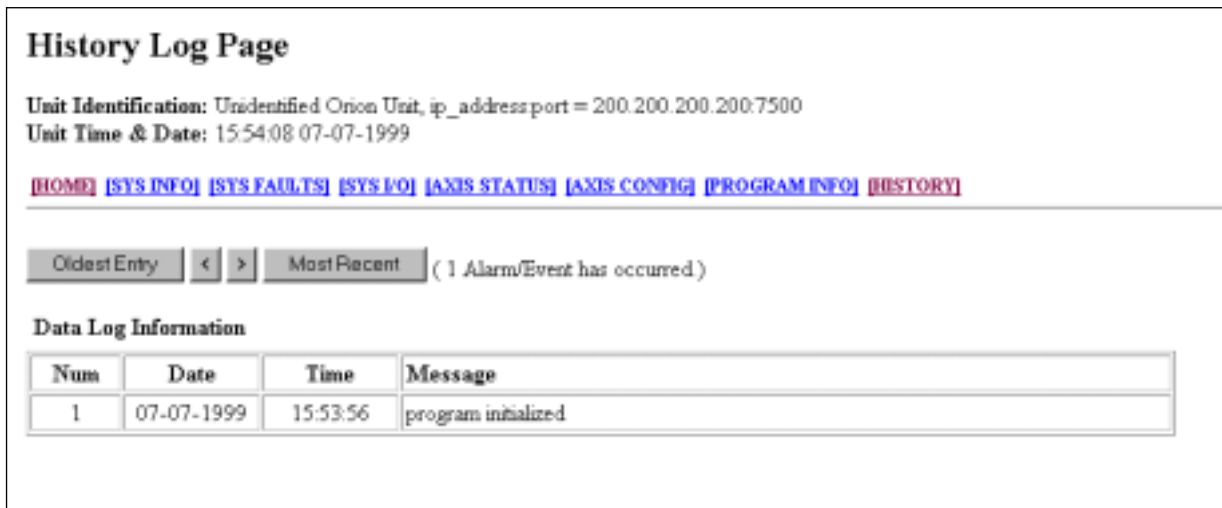 History Log Page
Unit Identification: Unidentified Orion Unit, ip_address:port = 200.200.200.200:7500
Unit Time & Date: 15:54:08 07-07-1999
[HOME] [SYS INFO] [SYS FAULTS] [SYS I/O] [AXIS STATUS] [AXIS CONFIG] [PROGRAM INFO] [HISTORY]
Oldest Entry < > Most Recent ( 1 Alarm/Event has occurred.)
Data Log Information
Num Date Time Message
1 07-07-1999 15:53:56 program initialized